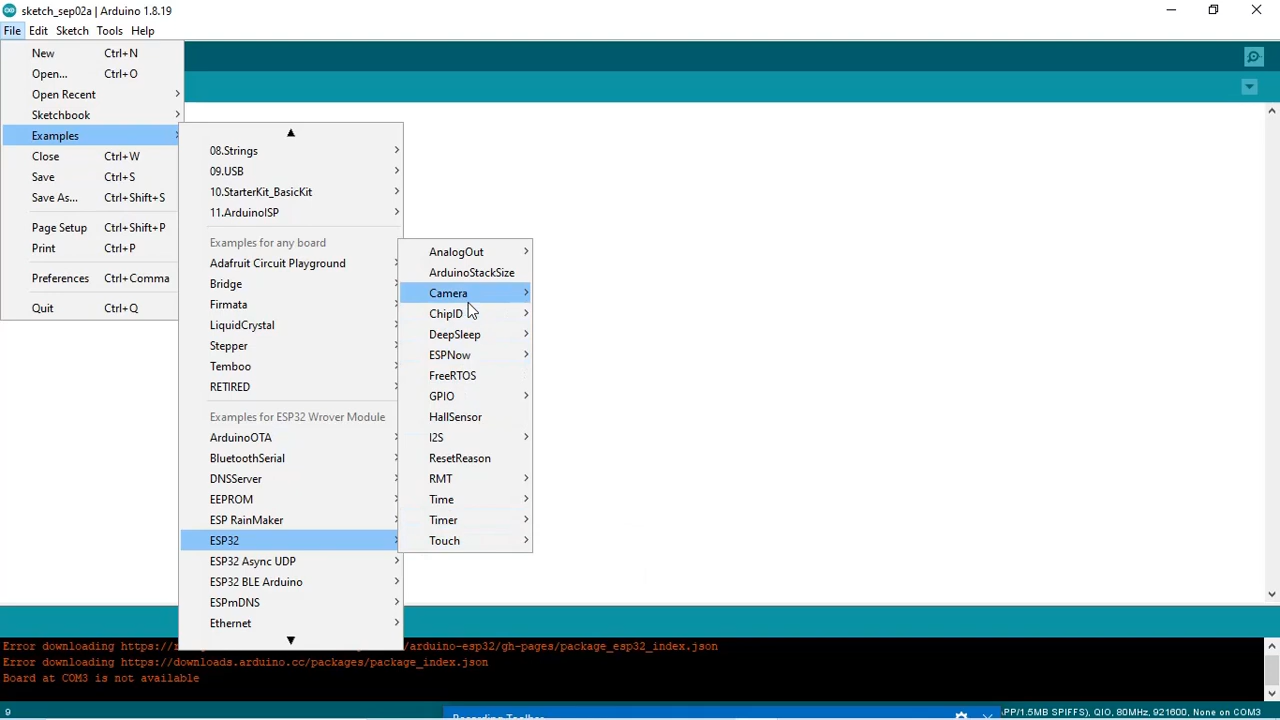 sketch_sep02a | Arduino 1.8.19
File Edit Sketch Tools Help
New Ctrl+N
Open... Ctrl+O
Open Recent
Sketchbook
Examples
Close Ctrl+W
Save Ctrl+S
Save As... Ctrl+Shift+S
Page Setup Ctrl+Shift+P
Print Ctrl+P
Preferences Ctrl+Comma
Quit Ctrl+Q
08.Strings
09.USB
10.StarterKit_BasicKit
11.ArduinoISP
Examples for any board
Adafruit Circuit Playground
Bridge
Firmata
LiquidCrystal
Stepper
Temboo
RETIRED
Examples for ESP32 Wrover Module
ArduinoOTA
BluetoothSerial
DNSServer
EEPROM
ESP RainMaker
ESP32
ESP32 Async UDP
ESP32 BLE Arduino
ESPmDNS
Ethernet
AnalogOut
ArduinoStackSize
Camera
ChipID
DeepSleep
ESPNow
FreeRTOS
GPIO
HallSensor
I2S
ResetReason
RMT
Time
Timer
Touch
Error downloading https://r /arduino-esp32/gh-pages/package_esp32_index.json
Error downloading https://downloads.arduino.cc/packages/package_index.json
Board at COM3 is not available
9
Recording Toolbar
APP/1.5MB SPIFFS), QIO, 80MHz, 921600, None on COM3